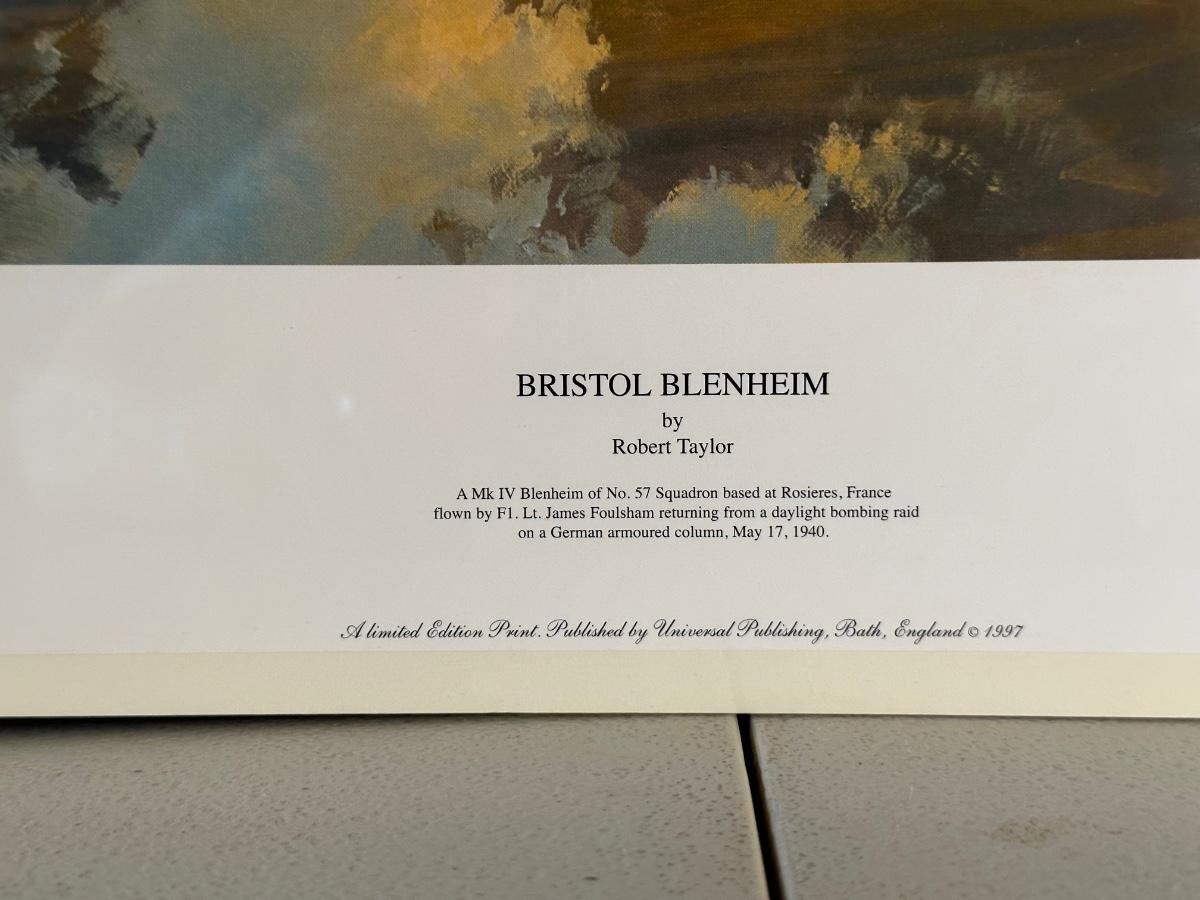 BRISTOL BLENHEIM
by
Robert Taylor
A Mk IV Blenheim of No. 57 Squadron based at Rosieres, France
flown by F1. Lt. James Foulsham returning from a daylight bombing raid
on a German armoured column, May 17, 1940.
A limited Edition Print. Published by Universal Publishing, Bath, England © 1997